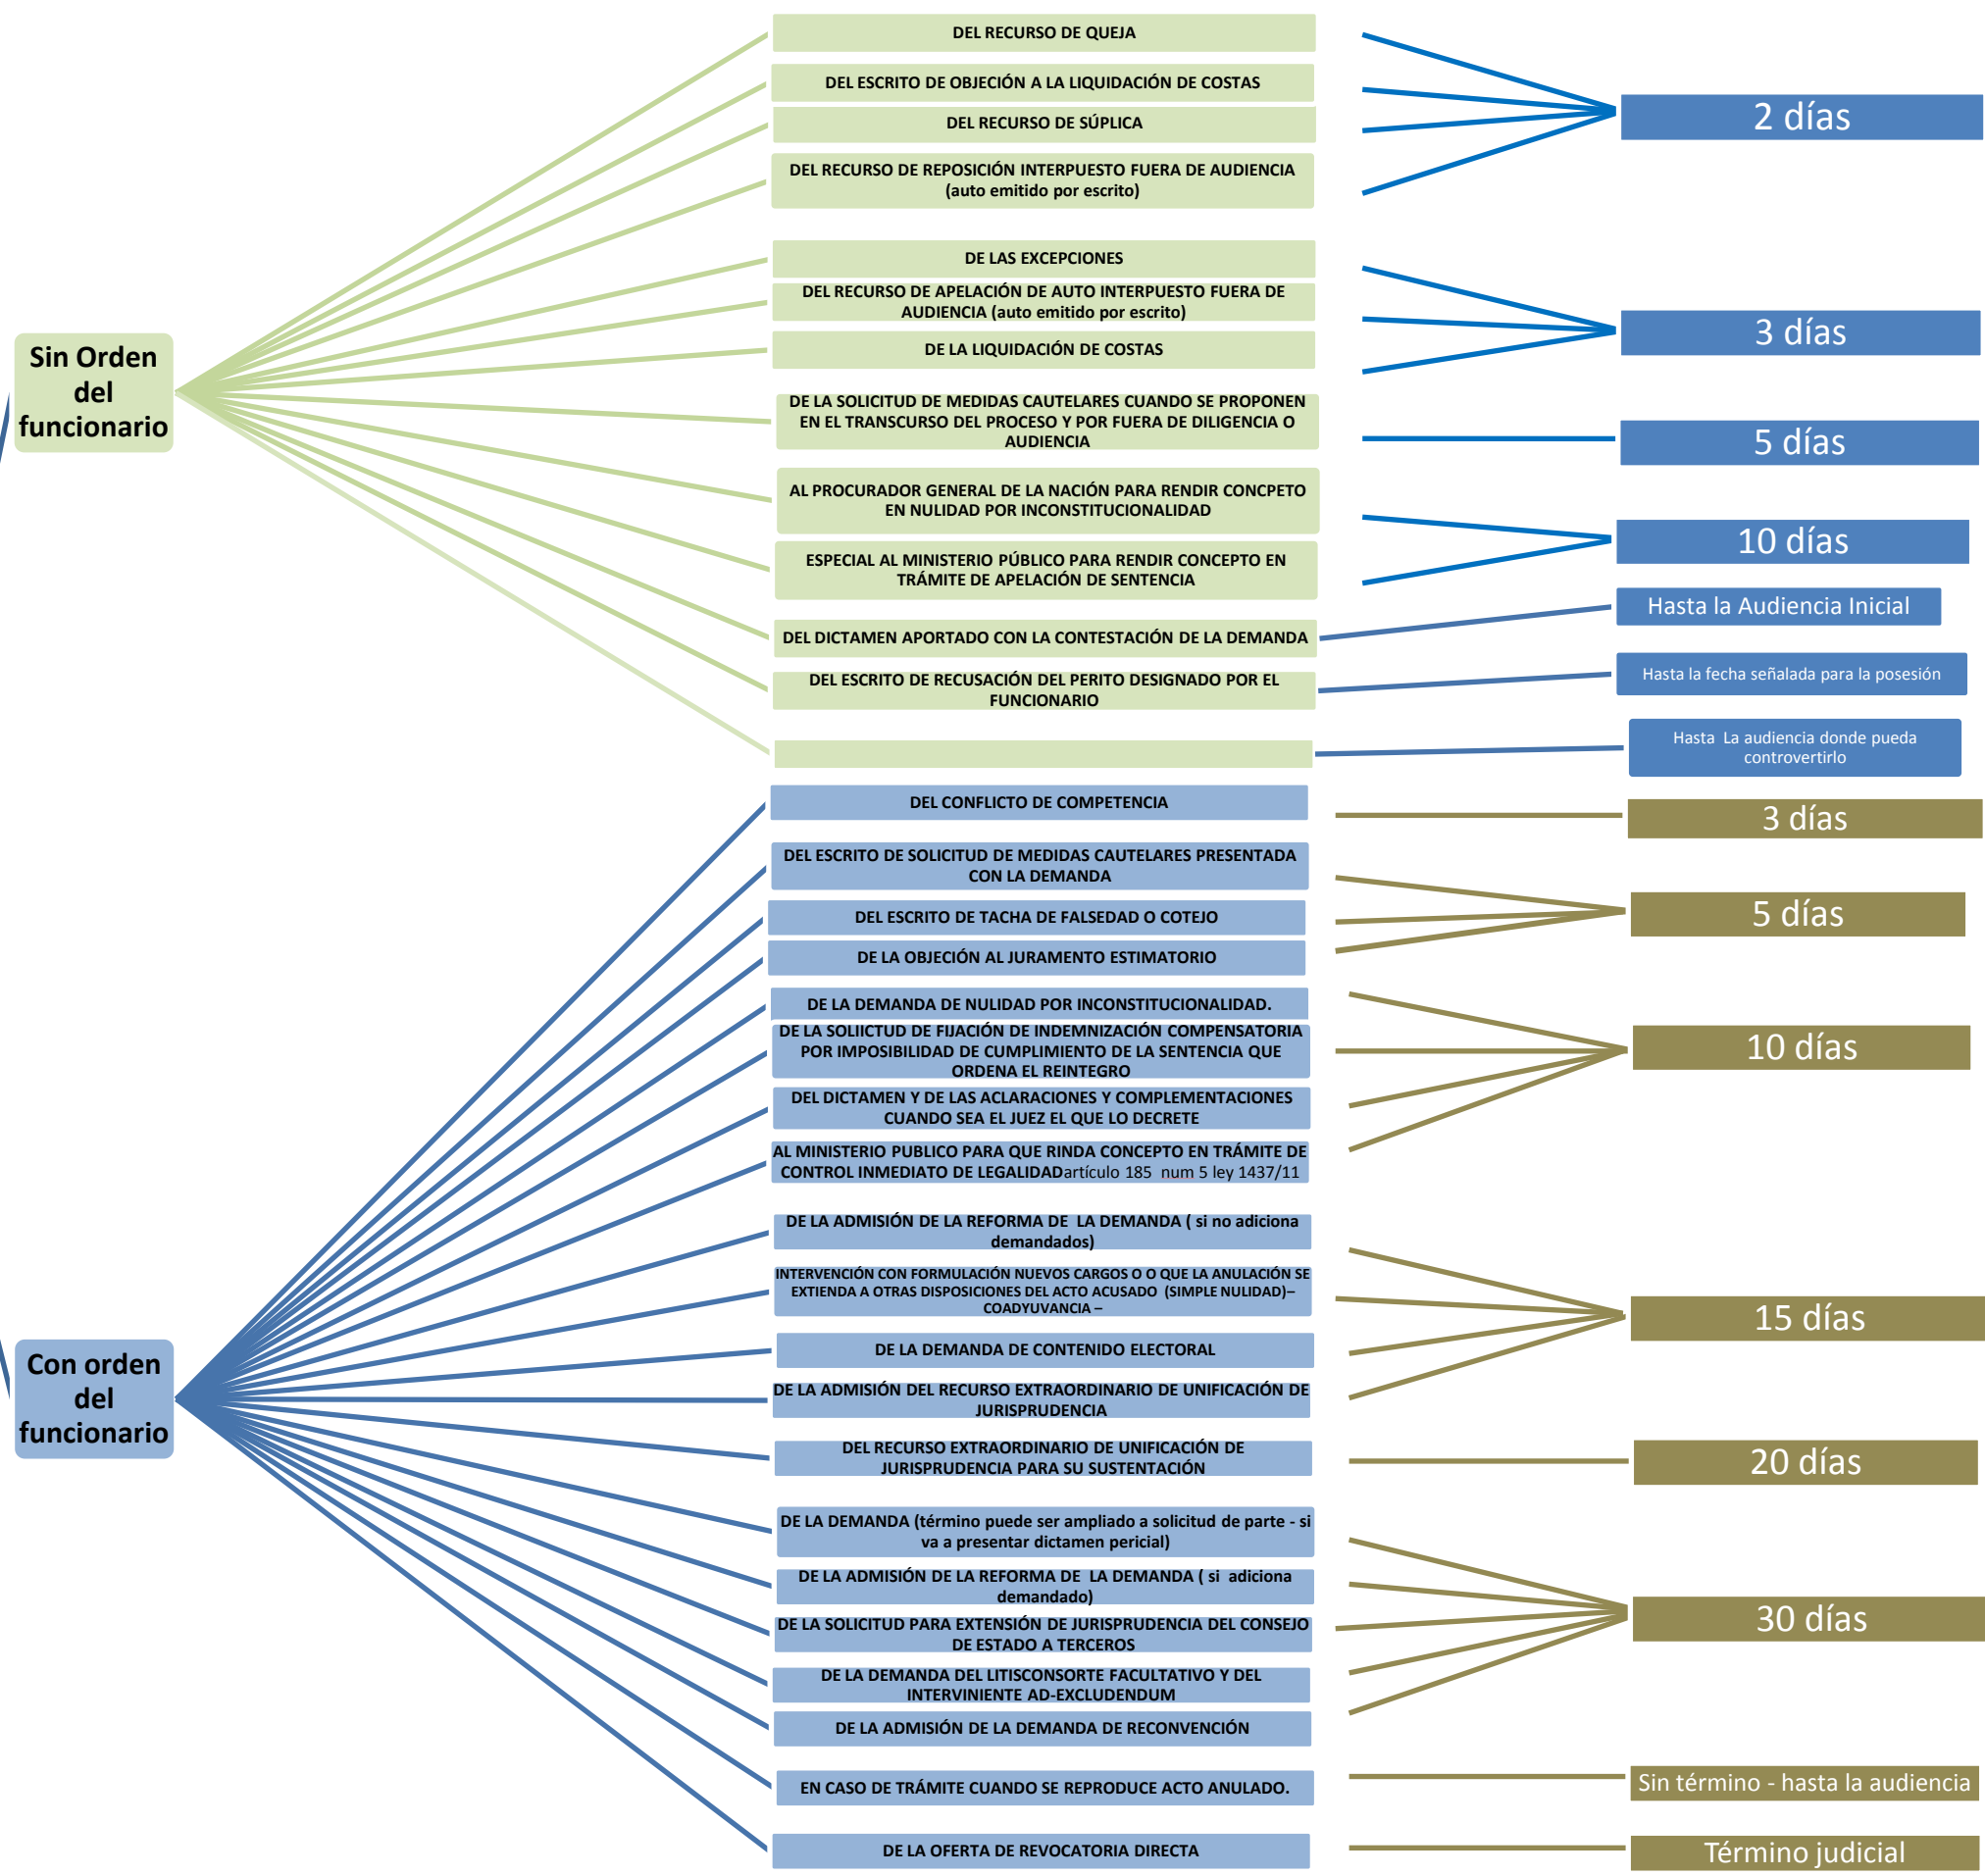 Sin Orden
del
funcionario
DEL RECURSO DE QUEJA
DEL ESCRITO DE OBJECIÓN A LA LIQUIDACIÓN DE COSTAS
DEL RECURSO DE SÚPLICA
DEL RECURSO DE REPOSICIÓN INTERPUESTO FUERA DE AUDIENCIA
(auto emitido por escrito)
2 días
DE LAS EXCEPCIONES
DEL RECURSO DE APELACIÓN DE AUTO INTERPUESTO FUERA DE
AUDIENCIA (auto emitido por escrito)
DE LA LIQUIDACIÓN DE COSTAS
3 días
DE LA SOLICITUD DE MEDIDAS CAUTELARES CUANDO SE PROPONEN
EN EL TRANSCURSO DEL PROCESO Y POR FUERA DE DILIGENCIA O
AUDIENCIA
5 días
AL PROCURADOR GENERAL DE LA NACIÓN PARA RENDIR CONCPETO
EN NULIDAD POR INCONSTITUCIONALIDAD
ESPECIAL AL MINISTERIO PÚBLICO PARA RENDIR CONCEPTO EN
TRÁMITE DE APELACIÓN DE SENTENCIA
10 días
DEL DICTAMEN APORTADO CON LA CONTESTACIÓN DE LA DEMANDA
Hasta la Audiencia Inicial
DEL ESCRITO DE RECUSACIÓN DEL PERITO DESIGNADO POR EL
FUNCIONARIO
Hasta la fecha señalada para la posesión
Hasta La audiencia donde pueda
controvertirlo
Con orden
del
funcionario
DEL CONFLICTO DE COMPETENCIA
3 días
DEL ESCRITO DE SOLICITUD DE MEDIDAS CAUTELARES PRESENTADA
CON LA DEMANDA
DEL ESCRITO DE TACHA DE FALSEDAD O COTEJO
DE LA OBJECIÓN AL JURAMENTO ESTIMATORIO
5 días
DE LA DEMANDA DE NULIDAD POR INCONSTITUCIONALIDAD.
DE LA SOLIICTUD DE FIJACIÓN DE INDEMNIZACIÓN COMPENSATORIA
POR IMPOSIBILIDAD DE CUMPLIMIENTO DE LA SENTENCIA QUE
ORDENA EL REINTEGRO
DEL DICTAMEN Y DE LAS ACLARACIONES Y COMPLEMENTACIONES
CUANDO SEA EL JUEZ EL QUE LO DECRETE
AL MINISTERIO PUBLICO PARA QUE RINDA CONCEPTO EN TRÁMITE DE
CONTROL INMEDIATO DE LEGALIDADartículo 185 num 5 ley 1437/11
10 días
DE LA ADMISIÓN DE LA REFORMA DE LA DEMANDA ( si no adiciona
demandados)
INTERVENCIÓN CON FORMULACIÓN NUEVOS CARGOS O O QUE LA ANULACIÓN SE
EXTIENDA A OTRAS DISPOSICIONES DEL ACTO ACUSADO (SIMPLE NULIDAD)–
COADYUVANCIA –
DE LA DEMANDA DE CONTENIDO ELECTORAL
DE LA ADMISIÓN DEL RECURSO EXTRAORDINARIO DE UNIFICACIÓN DE
JURISPRUDENCIA
15 días
DEL RECURSO EXTRAORDINARIO DE UNIFICACIÓN DE
JURISPRUDENCIA PARA SU SUSTENTACIÓN
20 días
DE LA DEMANDA (término puede ser ampliado a solicitud de parte - si
va a presentar dictamen pericial)
DE LA ADMISIÓN DE LA REFORMA DE LA DEMANDA ( si adiciona
demandado)
DE LA SOLICITUD PARA EXTENSIÓN DE JURISPRUDENCIA DEL CONSEJO
DE ESTADO A TERCEROS
DE LA DEMANDA DEL LITISCONSORTE FACULTATIVO Y DEL
INTERVINIENTE AD-EXCLUDENDUM
DE LA ADMISIÓN DE LA DEMANDA DE RECONVENCIÓN
30 días
EN CASO DE TRÁMITE CUANDO SE REPRODUCE ACTO ANULADO.
Sin término - hasta la audiencia
DE LA OFERTA DE REVOCATORIA DIRECTA
Término judicial